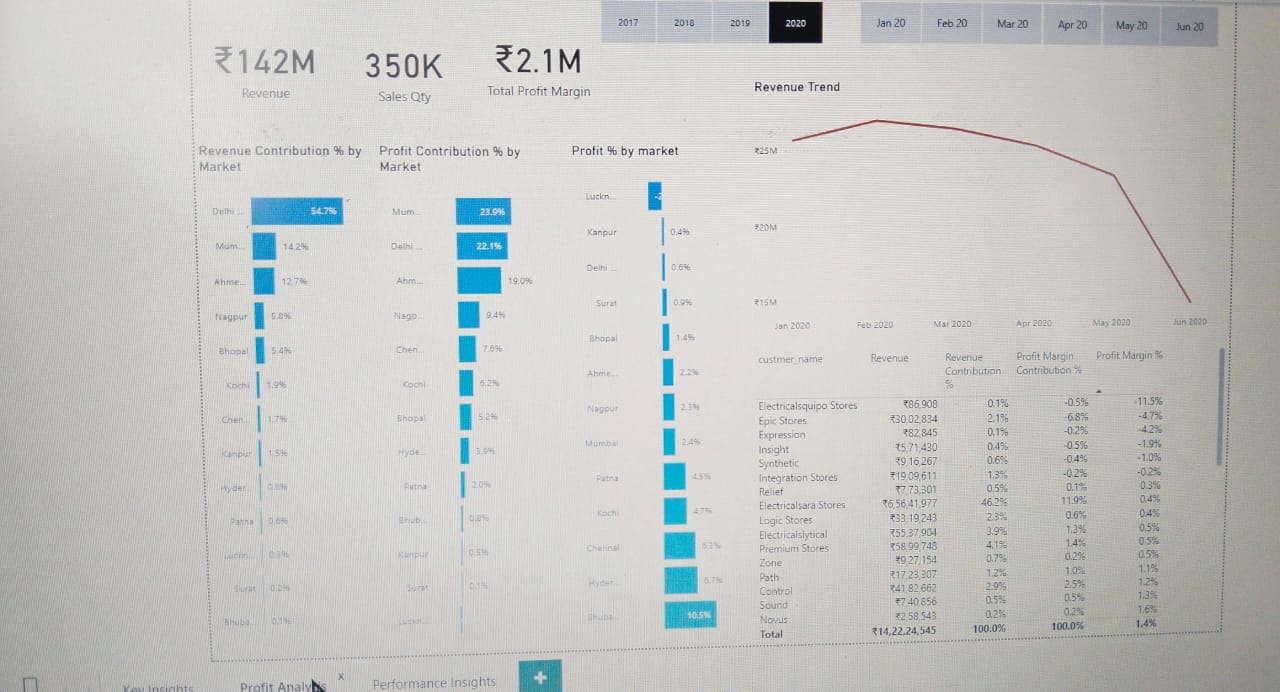 2017 2018 2019 2020 Jan 20 Feb 20 Mar 20 Apr 20 May 20 Jun 20
₹142M
Revenue
350K
Sales Qty
₹2.1M
Total Profit Margin
Revenue Contribution % by
Market
Delhi ... 54.7%
Mum... 14.2%
Ahme... 12.7%
Nagpur 5.8%
Bhopal 5.4%
Kochi 1.9%
Chen... 1.7%
Kanpur 1.5%
Hyder... 0.8%
Patna 0.6%
Luckn... 0.3%
Surat 0.2%
Bhuba... 0.1%
Profit Contribution % by
Market
Mum... 23.9%
Delhi ... 22.1%
Ahm... 19.0%
Nagp... 9.4%
Chen... 7.6%
Kochi 6.2%
Bhopal 5.2%
Hyde... 3.9%
Patna 2.0%
Bhub... 0.8%
Kanpur 0.5%
Surat 0.1%
Luckn...
Profit % by market
Luckn...
Kanpur 0.4%
Delhi ... 0.6%
Surat 0.9%
Bhopal 1.4%
Ahme... 2.2%
Nagpur 2.3%
Mumbai 2.4%
Patna 4.5%
Kochi 4.7%
Chennai 6.3%
Hyder... 6.7%
Bhuba... 10.5%
Revenue Trend
₹25M
₹20M
₹15M
Jan 2020 Feb 2020 Mar 2020 Apr 2020 May 2020 Jun 2020
custmer_name Revenue Revenue Profit Margin Profit Margin %
Contribution Contribution %
%
Electricalsquipo Stores ₹86,908 0.1% -0.5% -11.5%
Epic Stores ₹30,02,834 2.1% -6.8% -4.7%
Expression ₹82,845 0.1% -0.2% -4.2%
Insight ₹5,71,430 0.4% -0.5% -1.9%
Synthetic ₹9,16,267 0.6% -0.4% -1.0%
Integration Stores ₹19,09,611 1.3% -0.2% -0.2%
Relief ₹7,73,301 0.5% 0.1% 0.3%
Electricalsara Stores ₹6,56,41,977 46.2% 11.9% 0.4%
Logic Stores ₹33,19,243 2.3% 0.6% 0.4%
Electricalslytical ₹55,37,904 3.9% 1.3% 0.5%
Premium Stores ₹58,99,748 4.1% 1.4% 0.5%
Zone ₹9,27,154 0.7% 0.2% 0.5%
Path ₹17,23,307 1.2% 1.0% 1.1%
Control ₹41,82,662 2.9% 2.5% 1.2%
Sound ₹7,40,856 0.5% 0.5% 1.3%
Novus ₹2,58,543 0.2% 0.2% 1.6%
Total ₹14,22,24,545 100.0% 100.0% 1.4%
Key Insights Profit Analysis x Performance Insights +